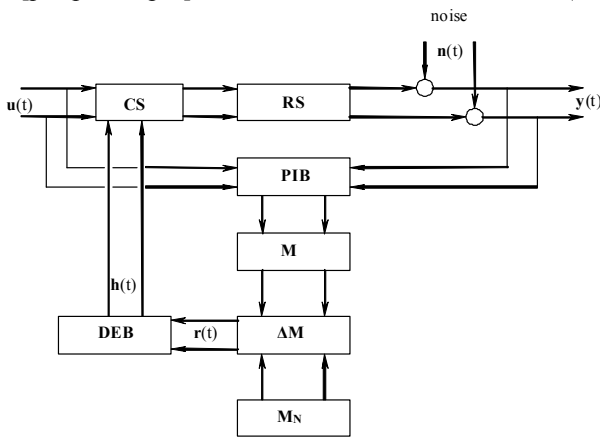 noise
n(t)
u(t)
CS
RS
y(t)
PIB
M
h(t)
DEB
r(t)
ΔM
M_N